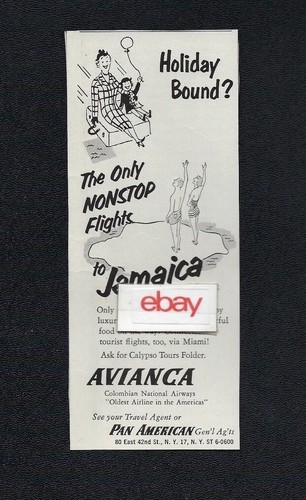 Holiday
Bound?
The Only
NONSTOP
Flights
to Jamaica
ebay
Only
by
luxur
ful
food
tourist flights, too, via Miami!
Ask for Calypso Tours Folder.
AVIANCA
Colombian National Airways
"Oldest Airline in the Americas"
See your Travel Agent or
PAN AMERICAN Gen'l Ag'ts
80 East 42nd St., N. Y. 17, N. Y. ST 6-0600